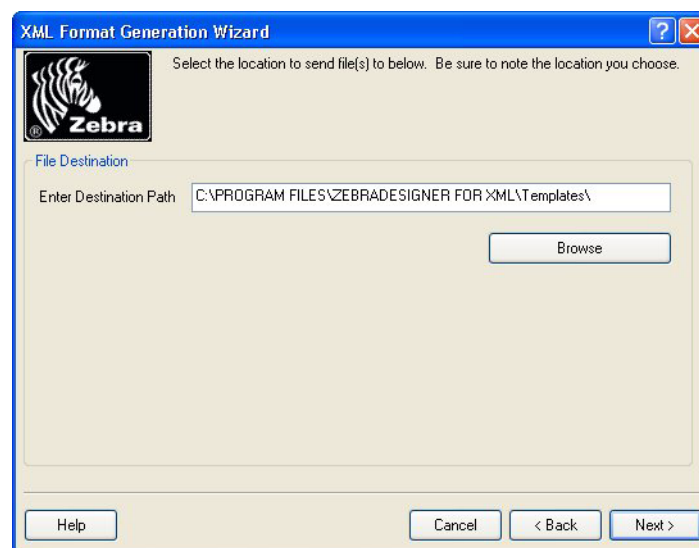 XML Format Generation Wizard
Select the location to send file(s) to below. Be sure to note the location you choose.
® Zebra
File Destination
Enter Destination Path
C:\PROGRAM FILES\ZEBRADESIGNER FOR XML\Templates\
Browse
Help
Cancel
< Back
Next >